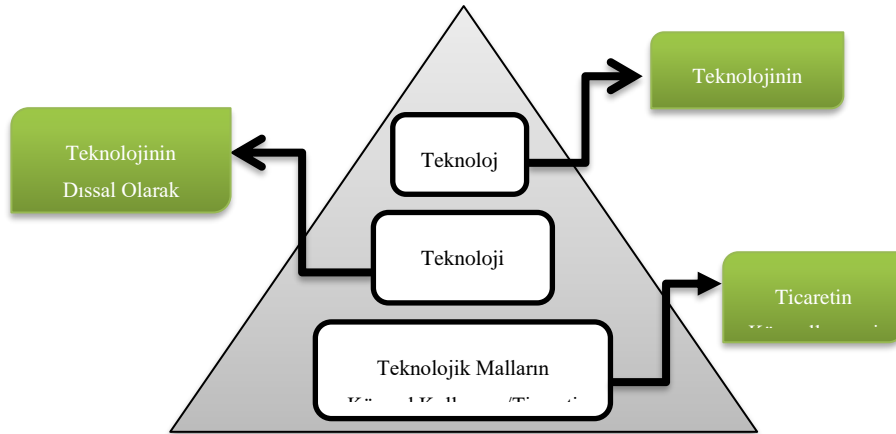 Teknolojinin
Teknoloj
Teknolojinin
Dıssal Olarak
Teknoloji
Ticaretin
Teknolojik Malların